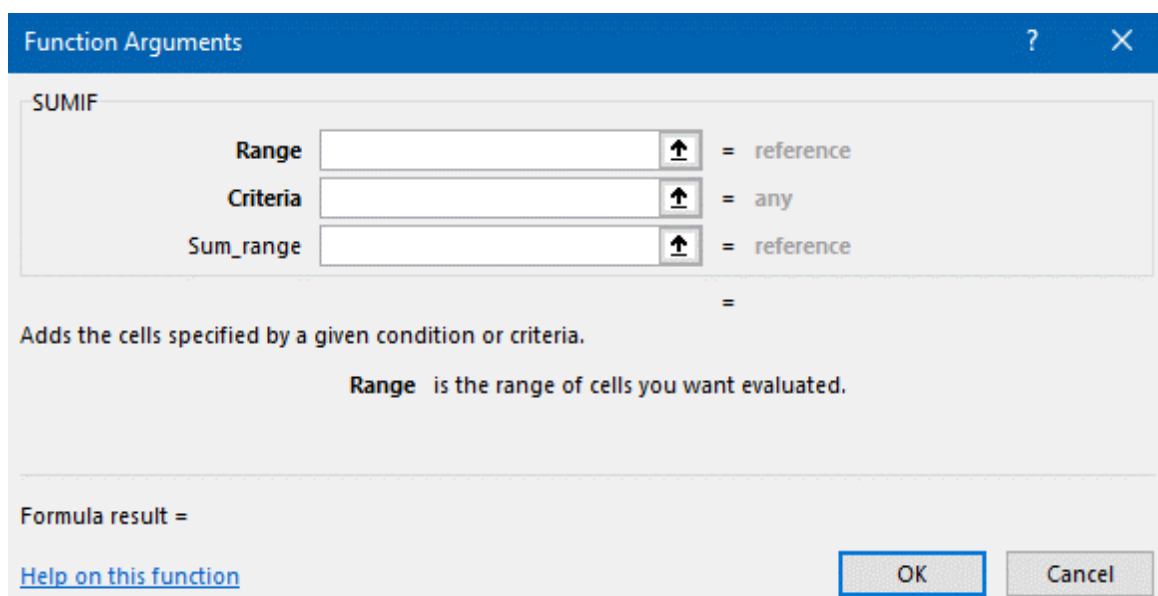 Function Arguments ? ×
SUMIF
Range = reference
Criteria = any
Sum_range = reference
=
Adds the cells specified by a given condition or criteria.
Range is the range of cells you want evaluated.
Formula result =
Help on this function OK Cancel